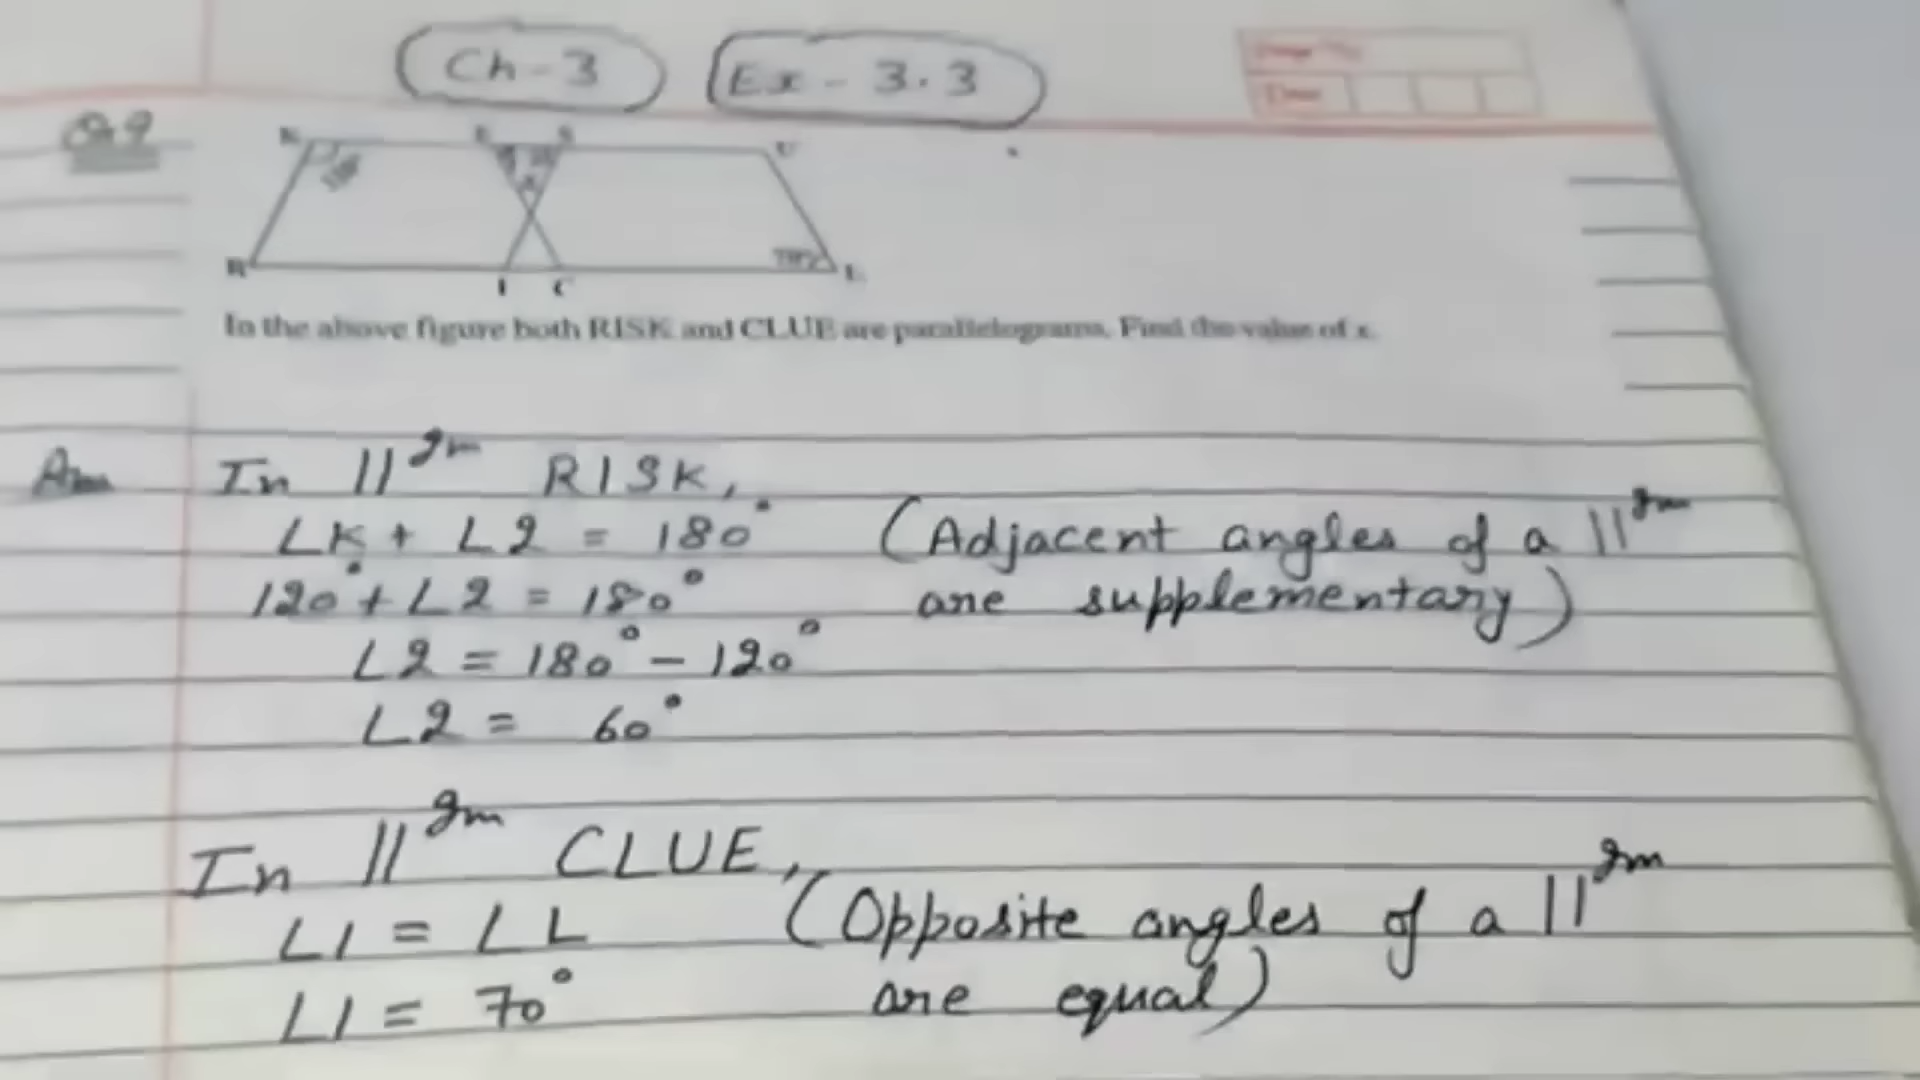 Ch-3 Ex-3.3
Q.9
K E S U
x
R I C L
In the above figure both RISK and CLUE are parallelograms. Find the value of x.
Ans In ||gm RISK,
∠K + ∠2 = 180° (Adjacent angles of a ||gm
120° + ∠2 = 180° are supplementary)
∠2 = 180° - 120°
∠2 = 60°
In ||gm CLUE,
∠1 = ∠L (Opposite angles of a ||gm
∠1 = 70° are equal)